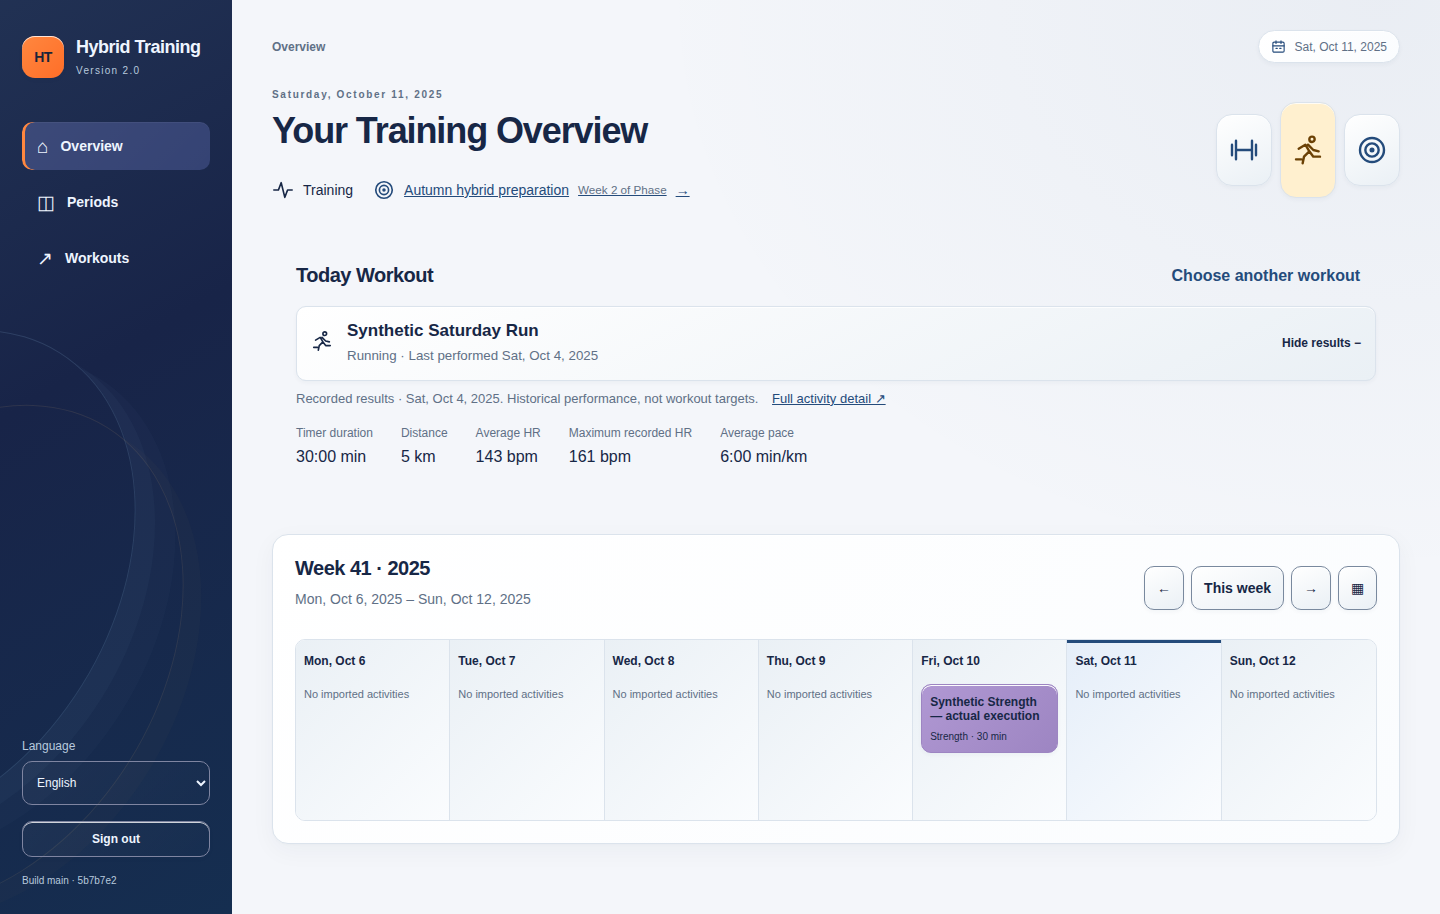 HT
Hybrid Training
Version 2.0
Overview
Periods
Workouts
Language
English
Sign out
Build main · 5b7b7e2
Overview
Sat, Oct 11, 2025
Saturday, October 11, 2025
Your Training Overview
Training
Autumn hybrid preparation Week 2 of Phase →
Today Workout
Choose another workout
Synthetic Saturday Run
Running · Last performed Sat, Oct 4, 2025
Hide results −
Recorded results · Sat, Oct 4, 2025. Historical performance, not workout targets. Full activity detail ↗
Timer duration
30:00 min
Distance
5 km
Average HR
143 bpm
Maximum recorded HR
161 bpm
Average pace
6:00 min/km
Week 41 · 2025
Mon, Oct 6, 2025 – Sun, Oct 12, 2025
←
This week
→
Mon, Oct 6
No imported activities
Tue, Oct 7
No imported activities
Wed, Oct 8
No imported activities
Thu, Oct 9
No imported activities
Fri, Oct 10
Synthetic Strength
— actual execution
Strength · 30 min
Sat, Oct 11
No imported activities
Sun, Oct 12
No imported activities